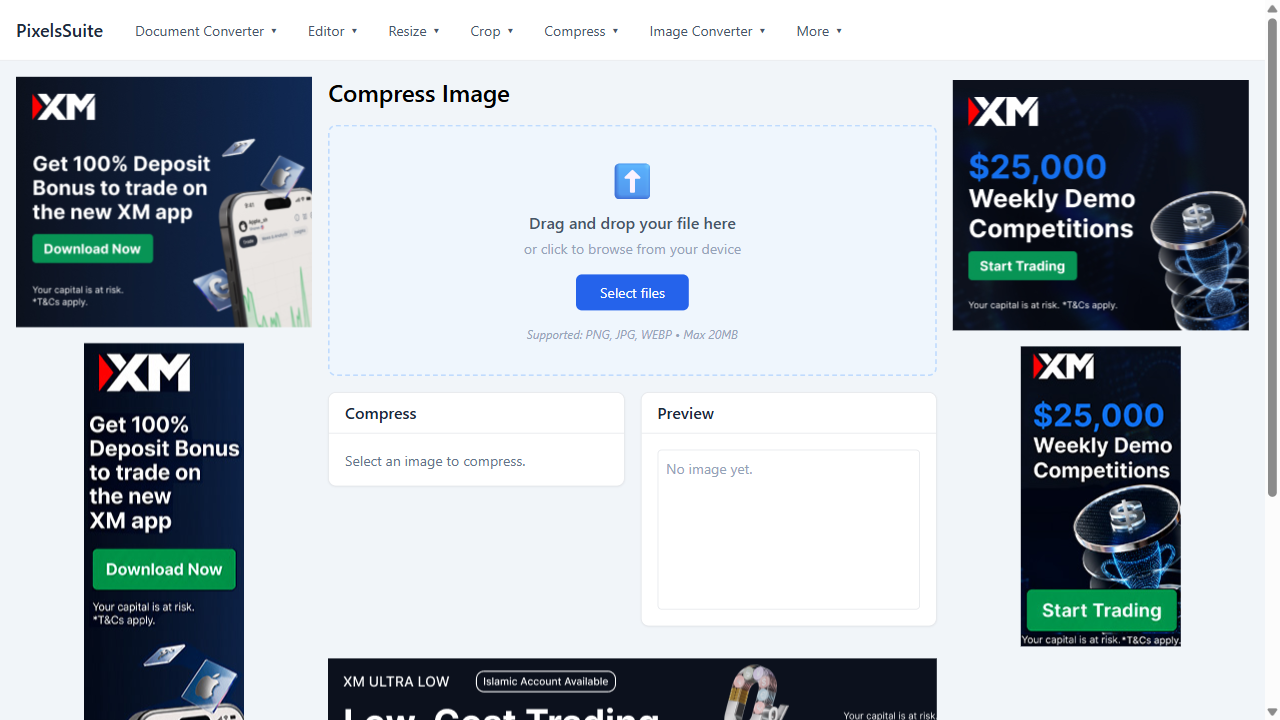 PixelsSuite
Document Converter ▾
Editor ▾
Resize ▾
Crop ▾
Compress ▾
Image Converter ▾
More ▾
XM
Get 100% Deposit
Bonus to trade on
the new XM app
Download Now
Your capital is at risk.
*T&Cs apply.
XM
Get 100%
Deposit Bonus
to trade on
the new
XM app
Download Now
Your capital is at risk.
*T&Cs apply.
Compress Image
Drag and drop your file here
or click to browse from your device
Select files
Supported: PNG, JPG, WEBP • Max 20MB
Compress
Select an image to compress.
Preview
No image yet.
XM ULTRA LOW
Islamic Account Available
Low-Cost Trading
Your capital is at risk
XM
$25,000
Weekly Demo
Competitions
Start Trading
Your capital is at risk. *T&Cs apply.
XM
$25,000
Weekly Demo
Competitions
Start Trading
Your capital is at risk.*T&Cs apply.